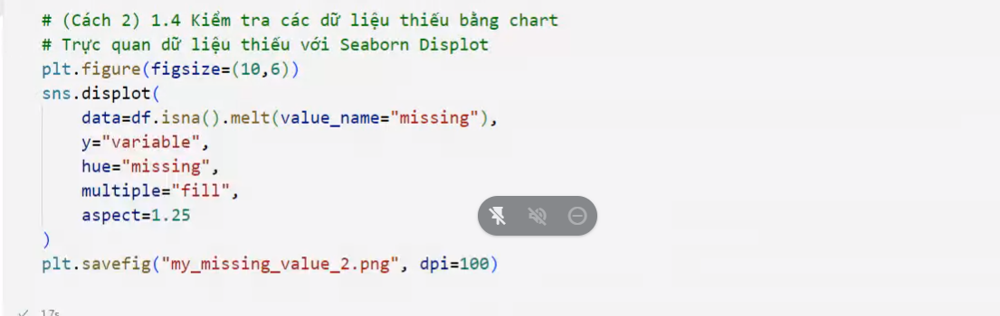 # (Cách 2) 1.4 Kiểm tra các dữ liệu thiếu bằng chart
# Trực quan dữ liệu thiếu với Seaborn Displot
plt.figure(figsize=(10,6))
sns.displot(
    data=df.isna().melt(value_name="missing"),
    y="variable",
    hue="missing",
    multiple="fill",
    aspect=1.25
)
plt.savefig("my_missing_value_2.png", dpi=100)